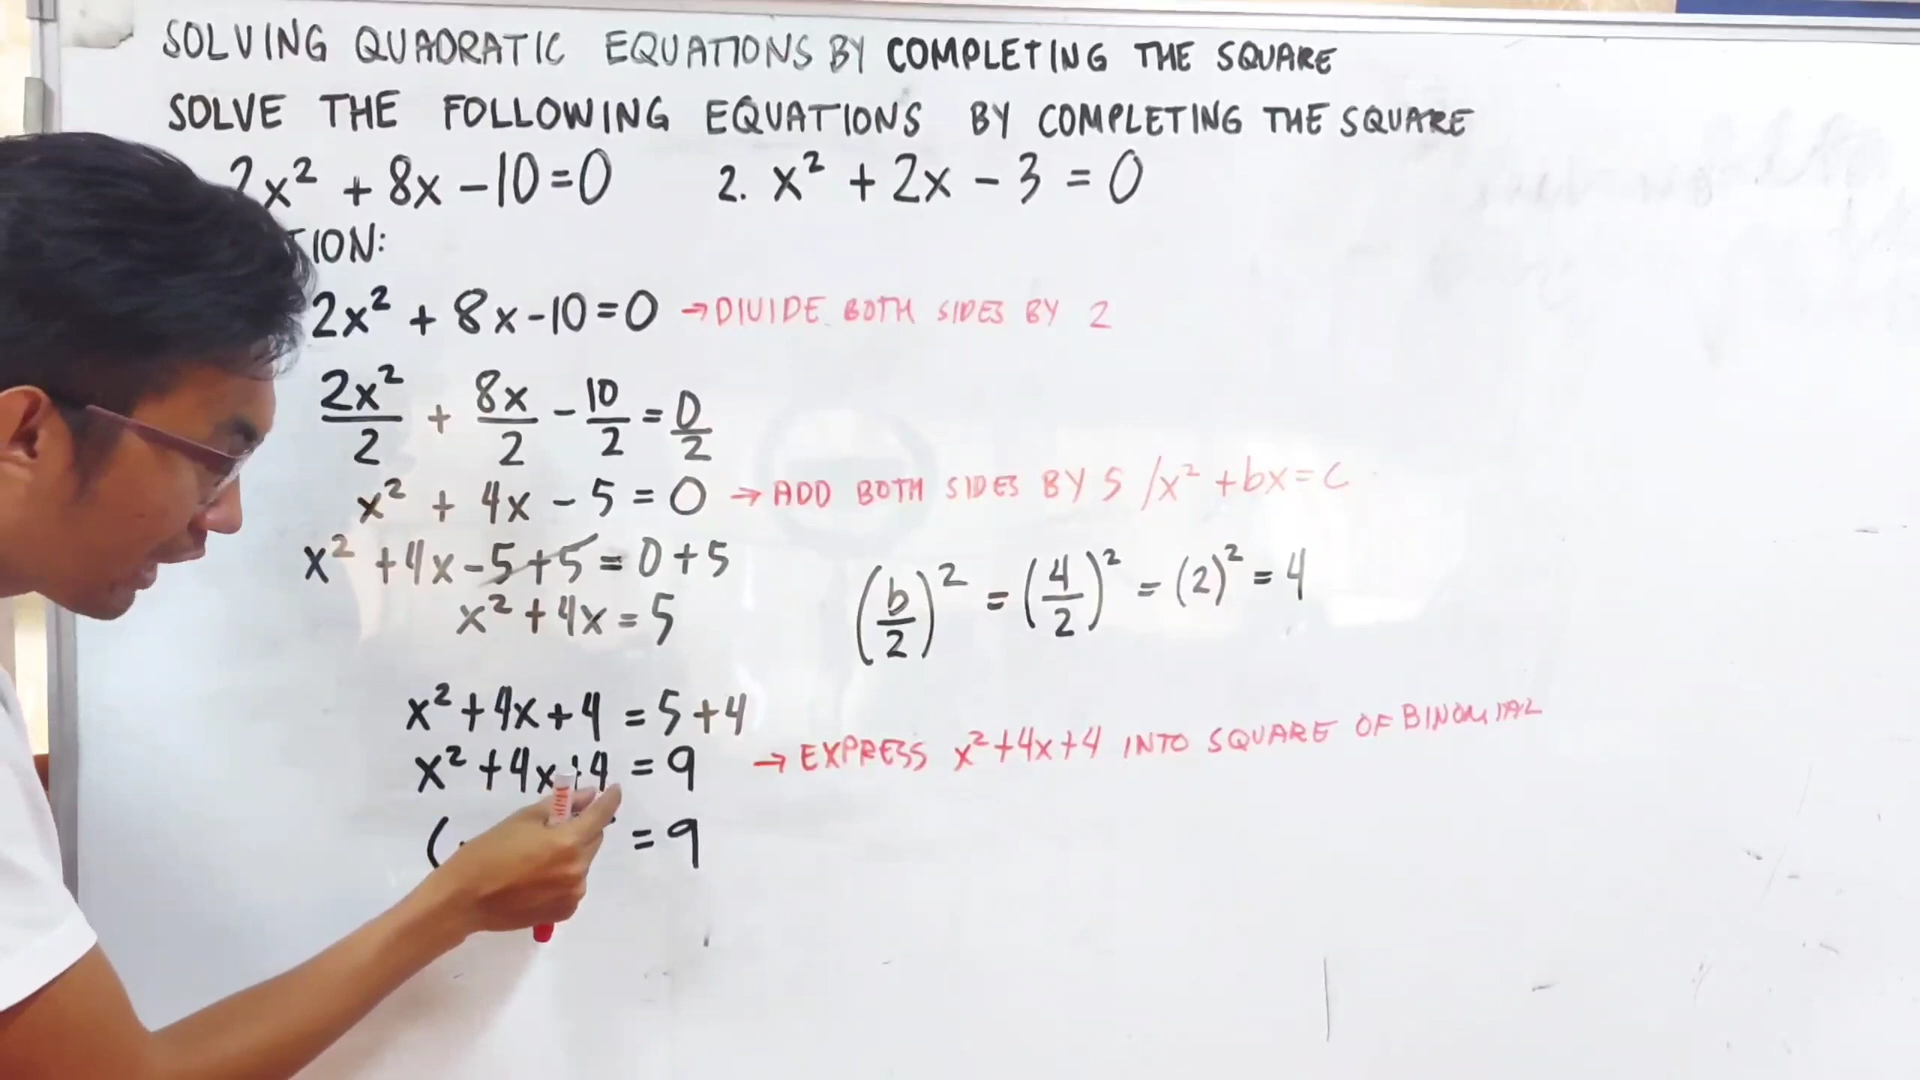 SOLVING QUADRATIC EQUATIONS BY COMPLETING THE SQUARE
SOLVE THE FOLLOWING EQUATIONS BY COMPLETING THE SQUARE
2x² + 8x - 10 = 0 2. x² + 2x - 3 = 0
TION:
2x² + 8x - 10 = 0 → DIVIDE BOTH SIDES BY 2
2x²/2 + 8x/2 - 10/2 = 0/2
x² + 4x - 5 = 0 → ADD BOTH SIDES BY 5 / x² + bx = c
x² + 4x - 5 + 5 = 0 + 5
x² + 4x = 5
(b/2)² = (4/2)² = (2)² = 4
x² + 4x + 4 = 5 + 4
x² + 4x + 4 = 9 → EXPRESS x² + 4x + 4 INTO SQUARE OF BINOMIAL
( = 9